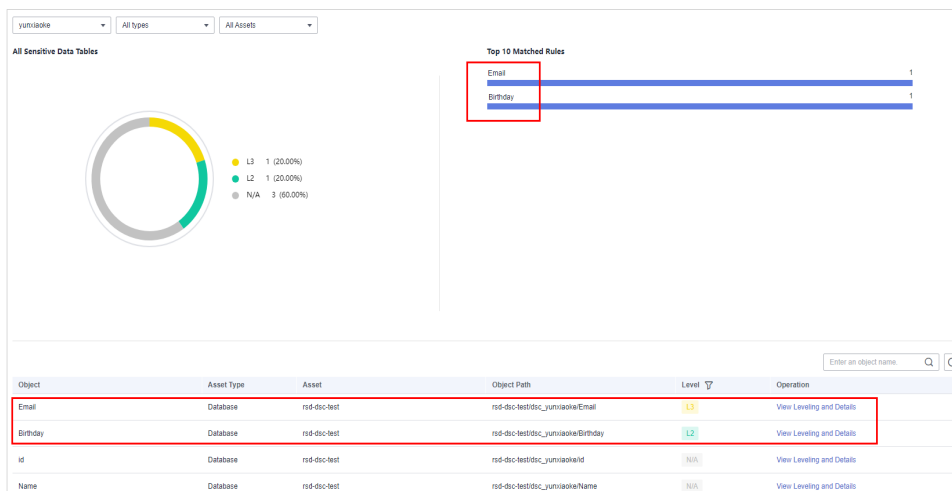 yunxiaoke All types All Assets
All Sensitive Data Tables
Top 10 Matched Rules
Email 1
Birthday 1
L3 1 (20.00%)
L2 1 (20.00%)
N/A 3 (60.00%)
Enter an object name.
Object Asset Type Asset Object Path Level Operation
Email Database rsd-dsc-test rsd-dsc-test/dsc_yunxiaoke/Email L3 View Leveling and Details
Birthday Database rsd-dsc-test rsd-dsc-test/dsc_yunxiaoke/Birthday L2 View Leveling and Details
id Database rsd-dsc-test rsd-dsc-test/dsc_yunxiaoke/id N/A View Leveling and Details
Name Database rsd-dsc-test rsd-dsc-test/dsc_yunxiaoke/Name N/A View Leveling and Details